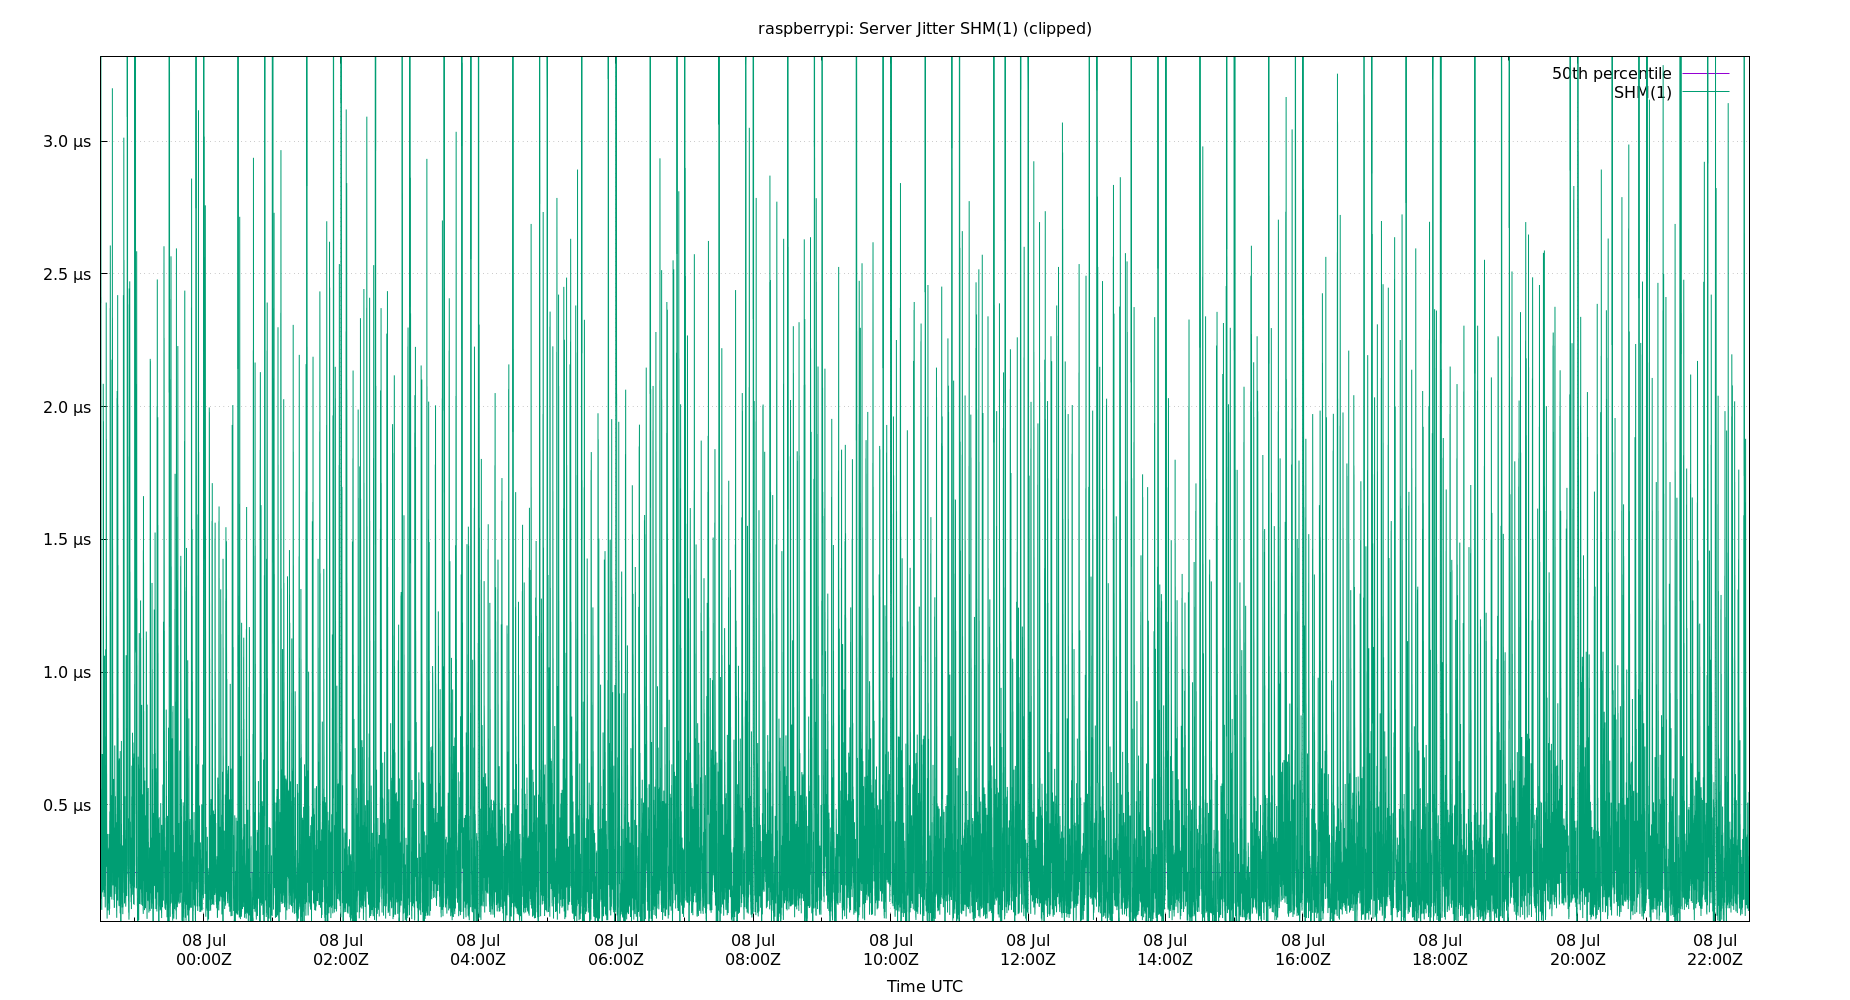 raspberrypi: Server Jitter SHM(1) (clipped)
50th percentile
SHM(1)
3.0 μs
2.5 μs
2.0 μs
1.5 μs
1.0 μs
0.5 μs
08 Jul 08 Jul 08 Jul 08 Jul 08 Jul 08 Jul 08 Jul 08 Jul 08 Jul 08 Jul 08 Jul 08 Jul
00:00Z 02:00Z 04:00Z 06:00Z 08:00Z 10:00Z 12:00Z 14:00Z 16:00Z 18:00Z 20:00Z 22:00Z
Time UTC